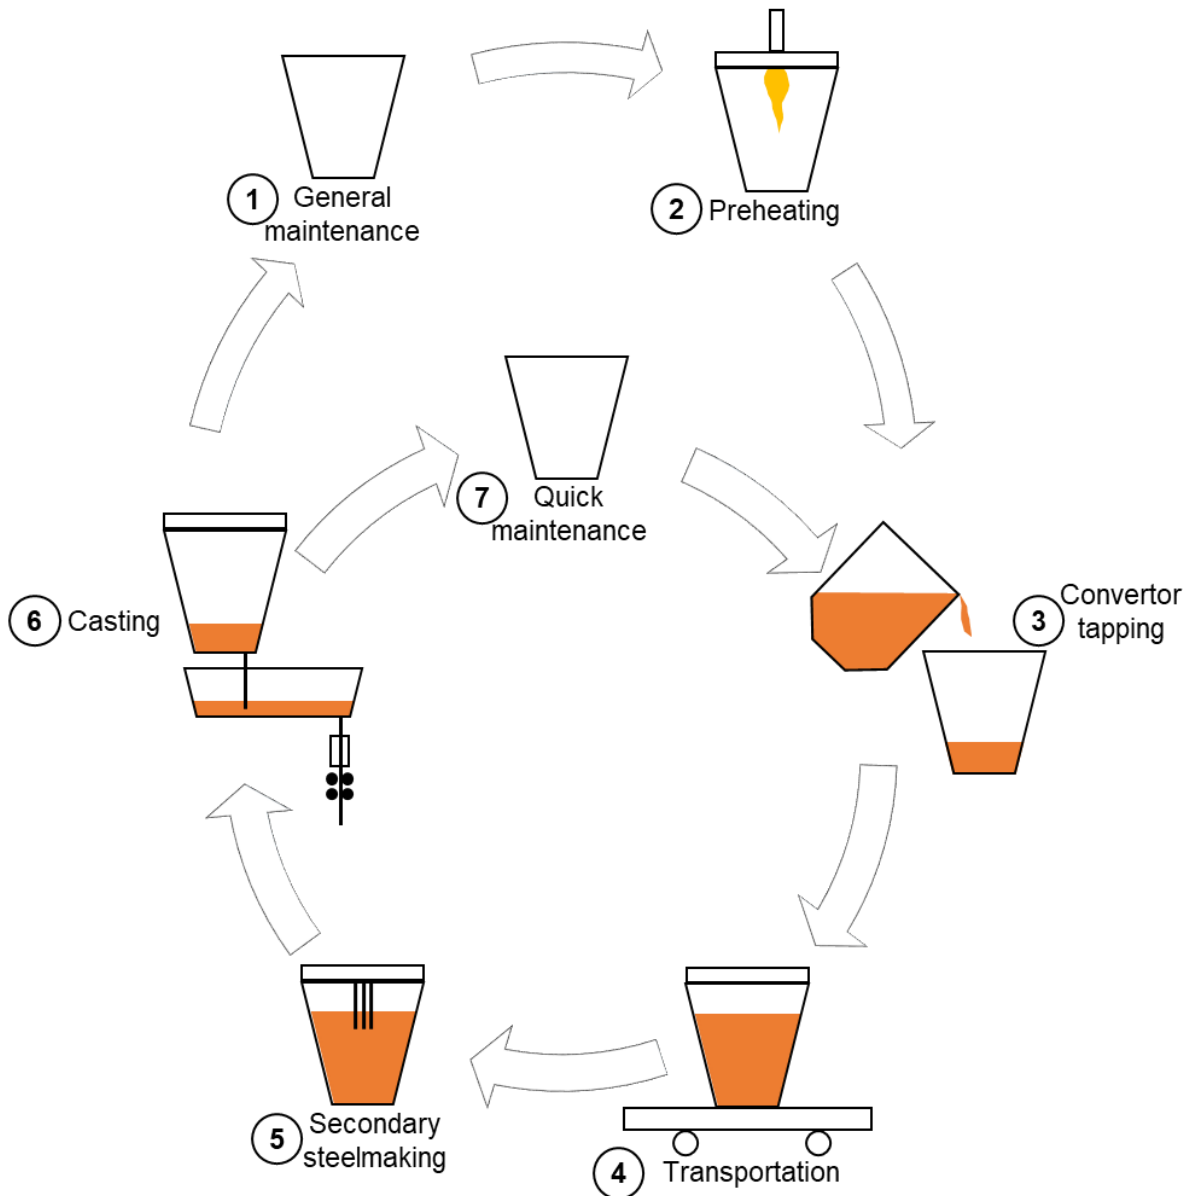 1 General
maintenance
2 Preheating
7 Quick
maintenance
3 Convertor
tapping
6 Casting
5 Secondary
steelmaking
4 Transportation